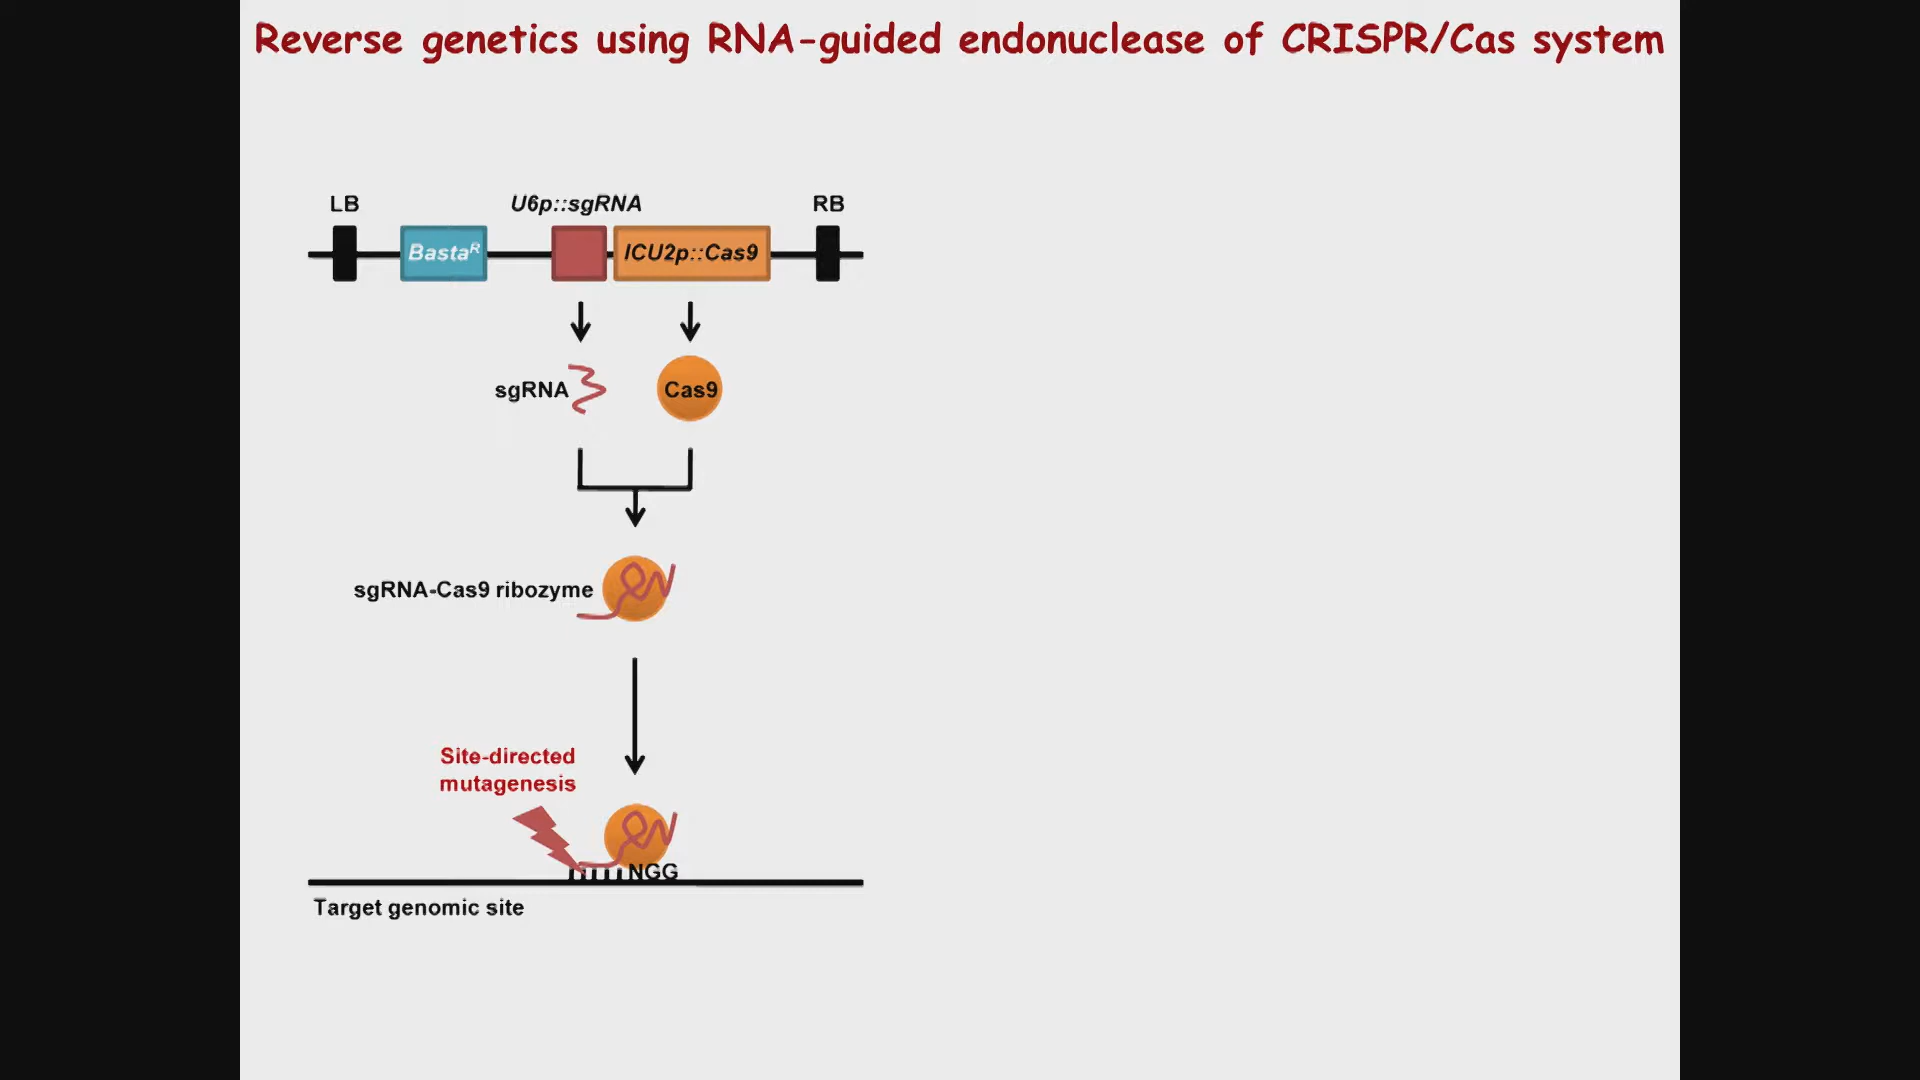 Reverse genetics using RNA-guided endonuclease of CRISPR/Cas system
LB
U6p::sgRNA
RB
Basta^R
ICU2p::Cas9
sgRNA
Cas9
sgRNA-Cas9 ribozyme
Site-directed
mutagenesis
NGG
Target genomic site